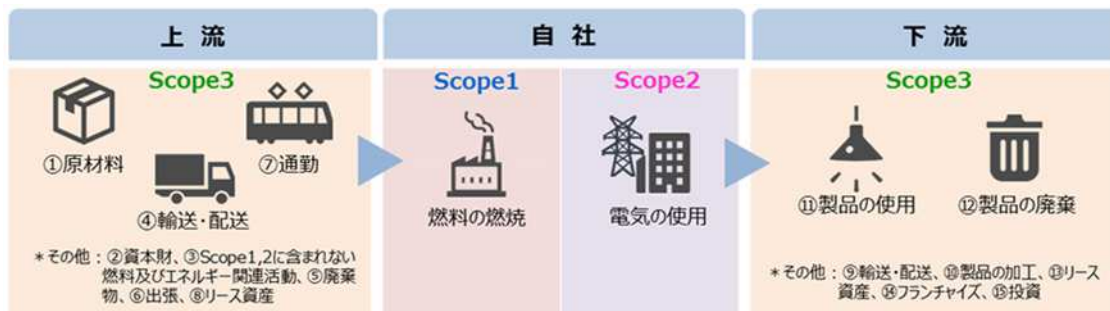 上 流
自 社
下 流
Scope3
①原材料
⑦通勤
④輸送・配送
＊その他：②資本財、③Scope1,2に含まれない
燃料及びエネルギー関連活動、⑤廃棄
物、⑥出張、⑧リース資産
Scope1
燃料の燃焼
Scope2
電気の使用
Scope3
⑪製品の使用
⑫製品の廃棄
＊その他：⑨輸送・配送、⑩製品の加工、⑬リース
資産、⑭フランチャイズ、⑮投資